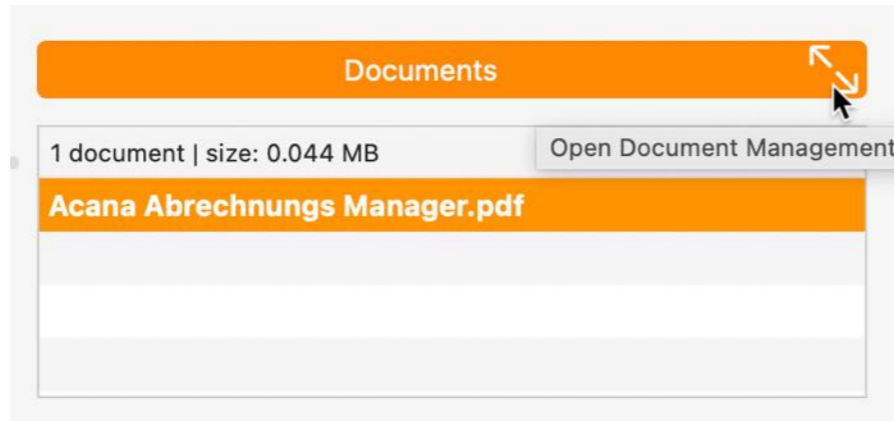 Documents
1 document | size: 0.044 MB
Open Document Management
Acana Abrechnungs Manager.pdf